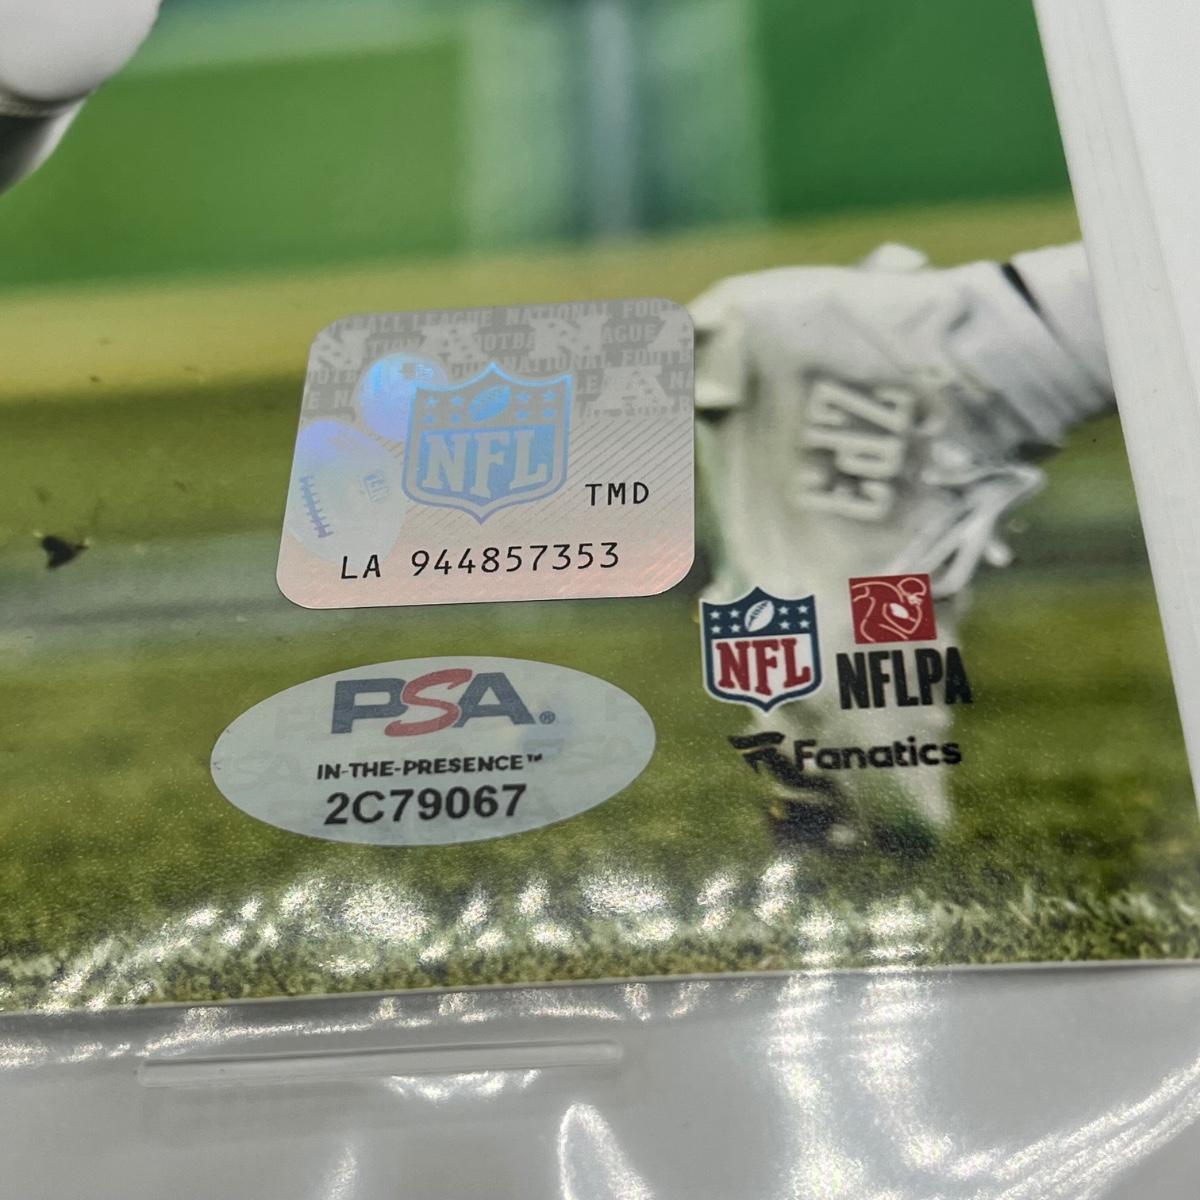 NFL
TMD
LA 944857353
PSA®
IN-THE-PRESENCE™
2C79067
NFL
NFLPA
Fanatics